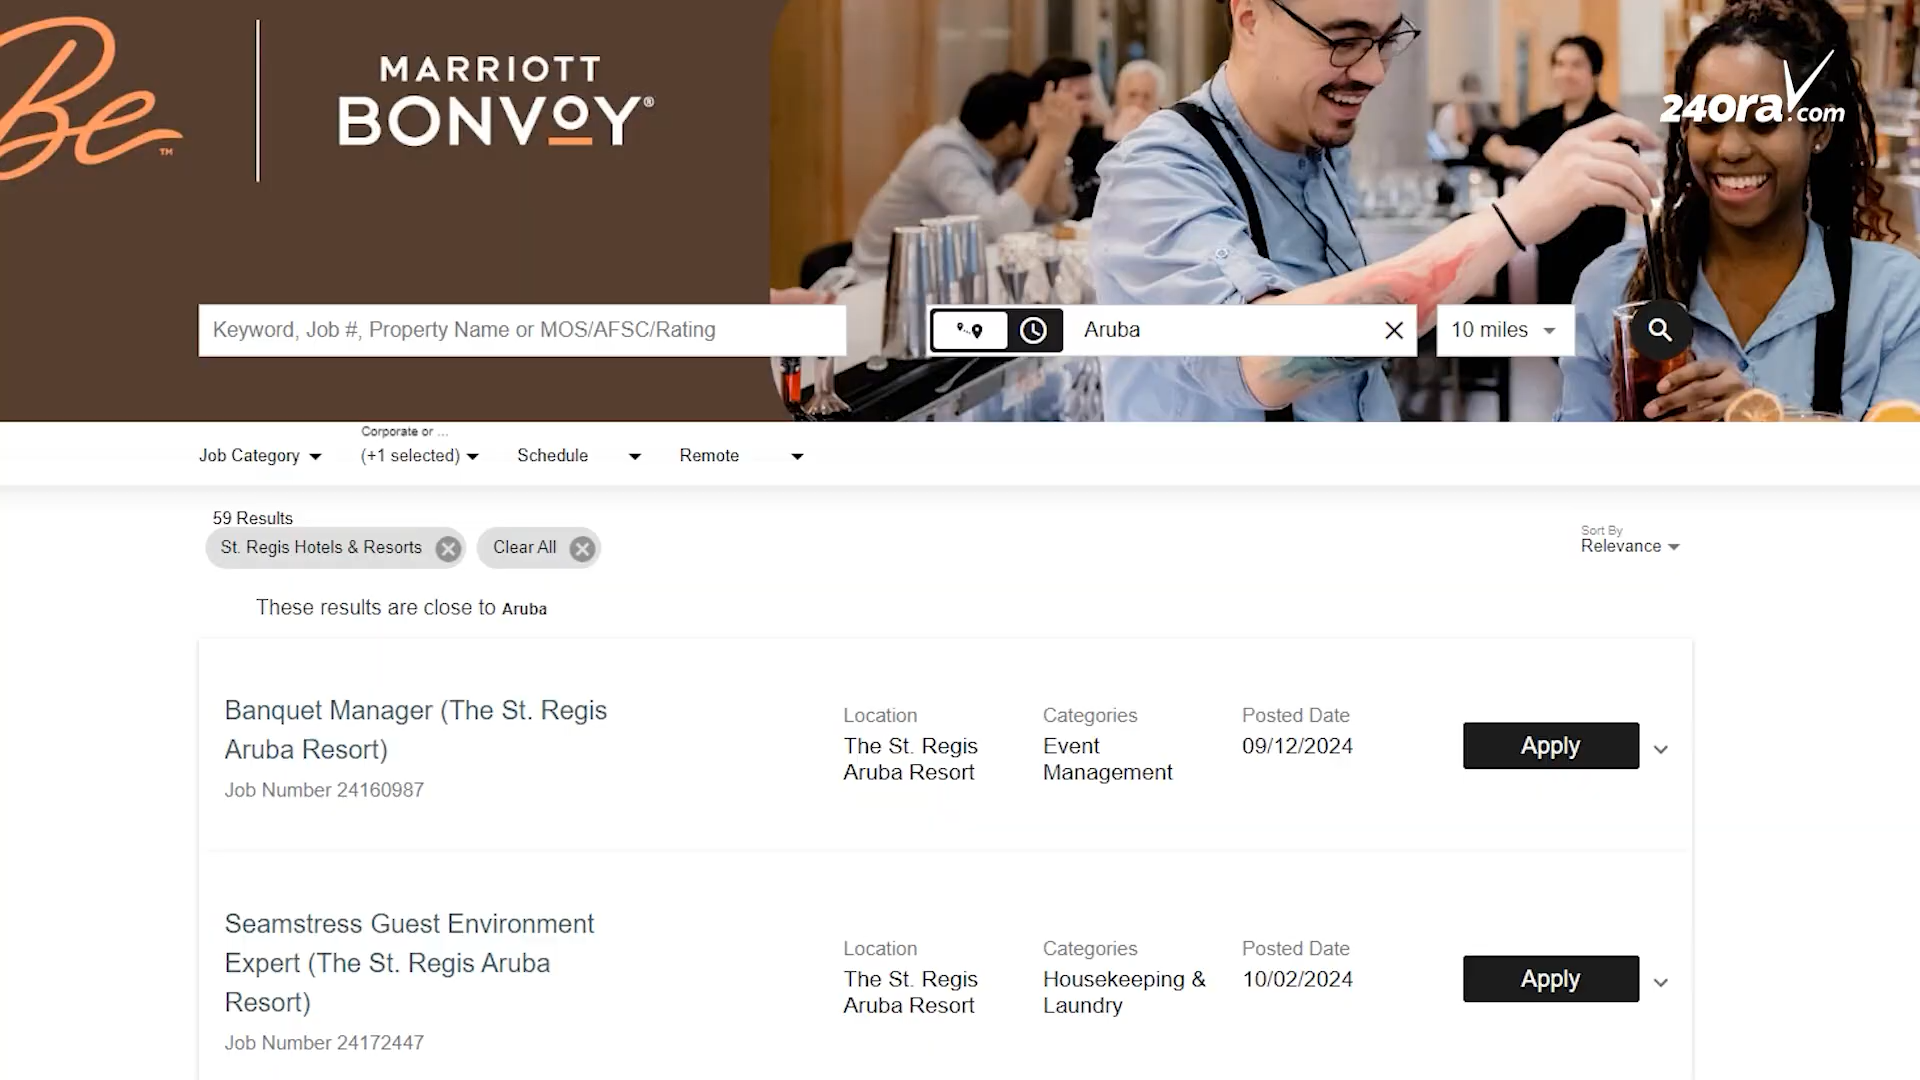 Be™
MARRIOTT
BONVOY®
24ora.com
Keyword, Job #, Property Name or MOS/AFSC/Rating
Aruba
10 miles
Corporate or ...
Job Category
(+1 selected)
Schedule
Remote
59 Results
St. Regis Hotels & Resorts
Clear All
Sort By
Relevance
These results are close to Aruba
Banquet Manager (The St. Regis
Aruba Resort)
Job Number 24160987
Location
The St. Regis
Aruba Resort
Categories
Event
Management
Posted Date
09/12/2024
Apply
Seamstress Guest Environment
Expert (The St. Regis Aruba
Resort)
Job Number 24172447
Location
The St. Regis
Aruba Resort
Categories
Housekeeping &
Laundry
Posted Date
10/02/2024
Apply